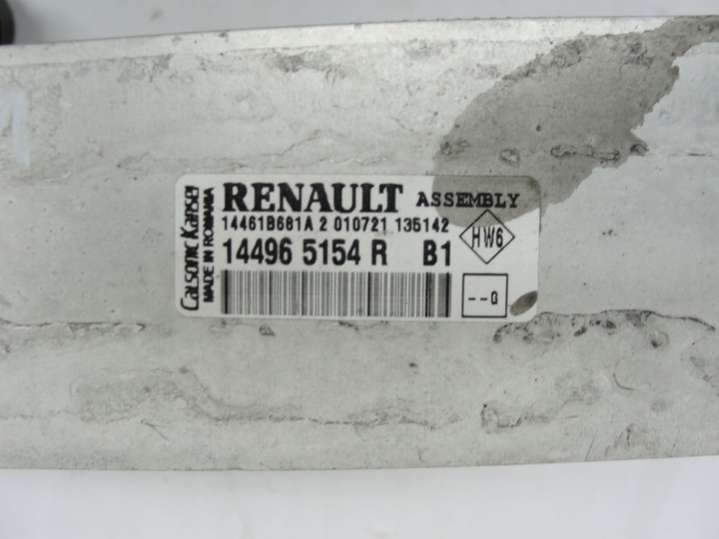 Calsonic Kansei
MADE IN ROMANIA
RENAULT ASSEMBLY
14461B681A 2 010721 135142
14496 5154 R B1
HW6
--G